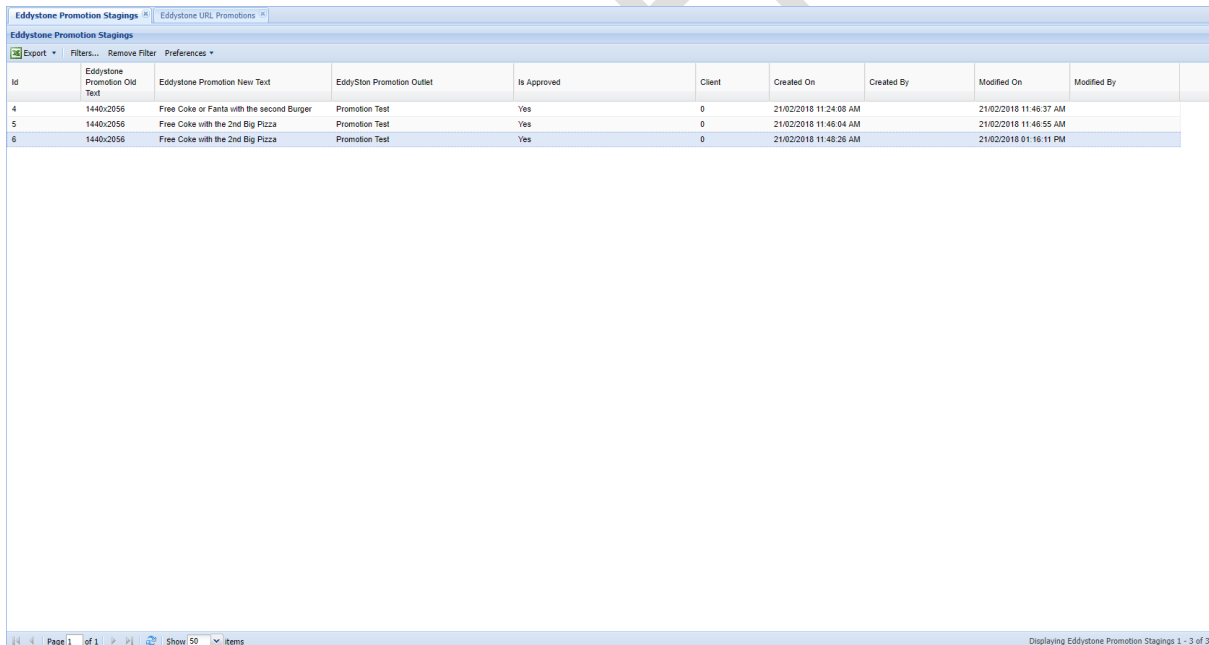 Eddystone Promotion Stagings Eddystone URL Promotions
Eddystone Promotion Stagings
Export Filters... Remove Filter Preferences
Id Eddystone Promotion Old Text Eddystone Promotion New Text EddySton Promotion Outlet Is Approved Client Created On Created By Modified On Modified By
4 1440x2056 Free Coke or Fanta with the second Burger Promotion Test Yes 0 21/02/2018 11:24:08 AM 21/02/2018 11:46:37 AM
5 1440x2056 Free Coke with the 2nd Big Pizza Promotion Test Yes 0 21/02/2018 11:46:04 AM 21/02/2018 11:46:55 AM
6 1440x2056 Free Coke with the 2nd Big Pizza Promotion Test Yes 0 21/02/2018 11:48:26 AM 21/02/2018 01:16:11 PM
Page 1 of 1 Show 50 items Displaying Eddystone Promotion Stagings 1 - 3 of 3